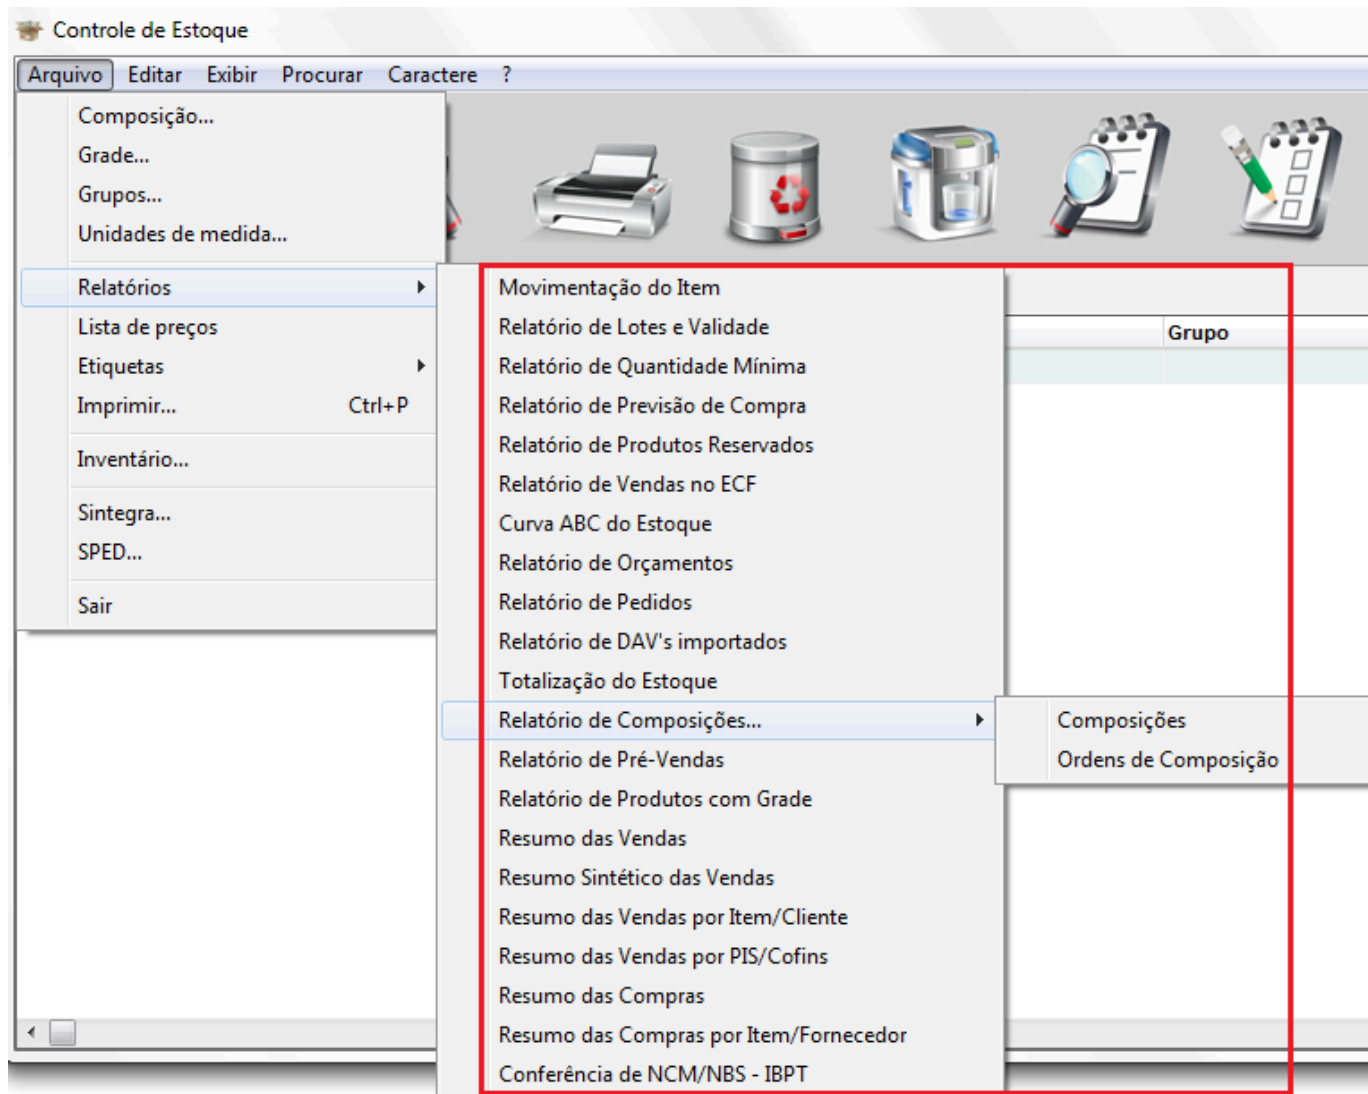 Controle de Estoque
Arquivo Editar Exibir Procurar Caractere ?
Composição...
Grade...
Grupos...
Unidades de medida...
Relatórios
Lista de preços
Etiquetas
Imprimir... Ctrl+P
Inventário...
Sintegra...
SPED...
Sair
Movimentação do Item
Relatório de Lotes e Validade
Relatório de Quantidade Mínima
Relatório de Previsão de Compra
Relatório de Produtos Reservados
Relatório de Vendas no ECF
Curva ABC do Estoque
Relatório de Orçamentos
Relatório de Pedidos
Relatório de DAV's importados
Totalização do Estoque
Relatório de Composições...
Relatório de Pré-Vendas
Relatório de Produtos com Grade
Resumo das Vendas
Resumo Sintético das Vendas
Resumo das Vendas por Item/Cliente
Resumo das Vendas por PIS/Cofins
Resumo das Compras
Resumo das Compras por Item/Fornecedor
Conferência de NCM/NBS - IBPT
Grupo
Composições
Ordens de Composição